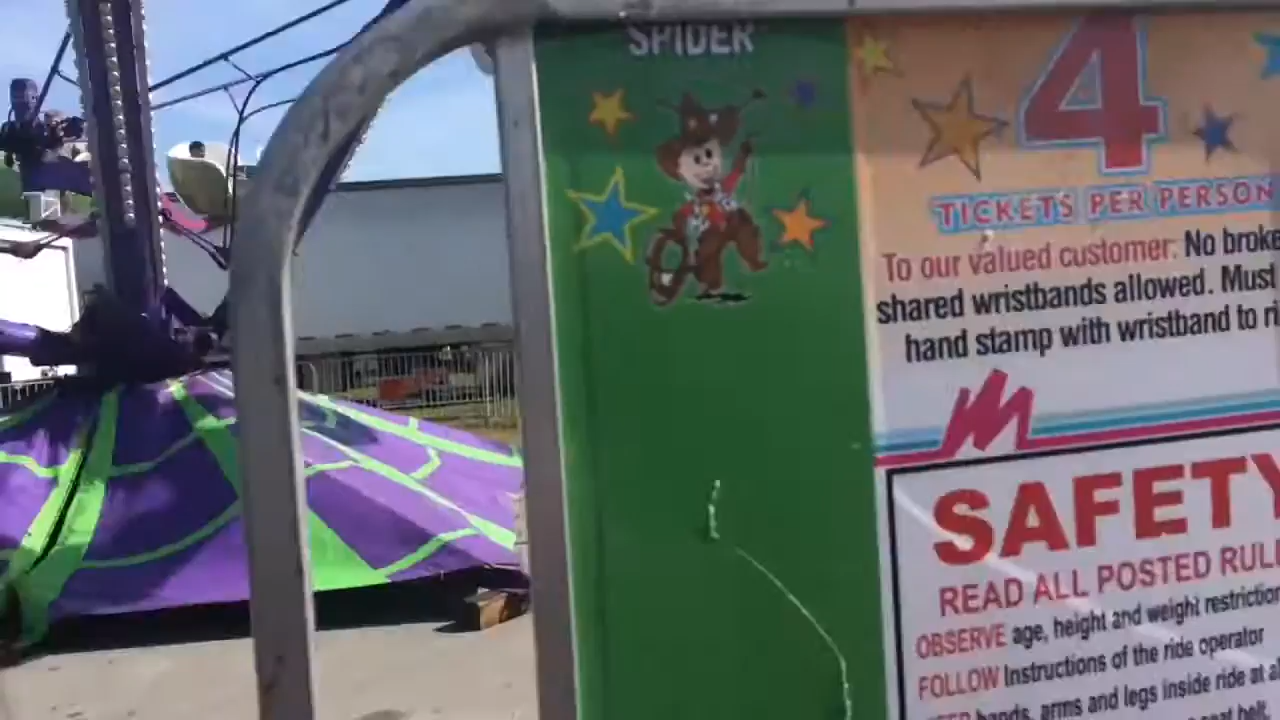 SPIDER
4
TICKETS PER PERSON
To our valued customer: No broke
shared wristbands allowed. Must
hand stamp with wristband to ri
M
SAFETY
READ ALL POSTED RUL
OBSERVE age, height and weight restriction
FOLLOW Instructions of the ride operator
hands, arms and legs inside ride at al
seat belt,